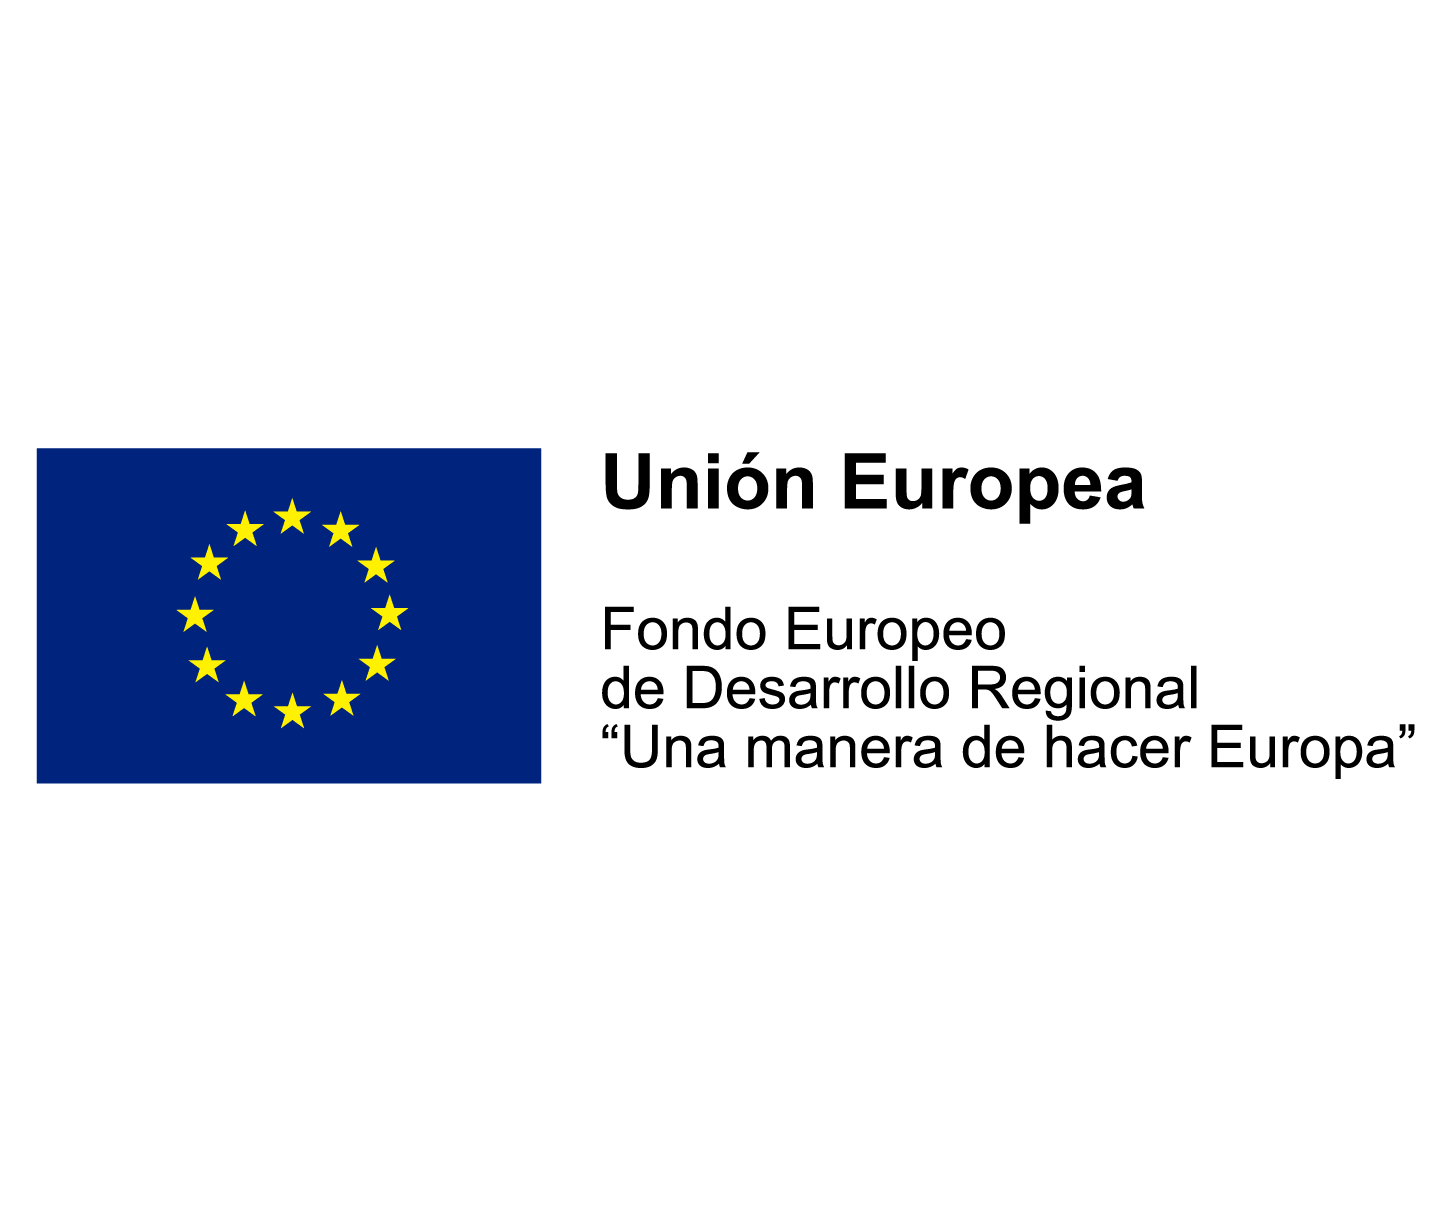 Unión Europea
Fondo Europeo
de Desarrollo Regional
“Una manera de hacer Europa”